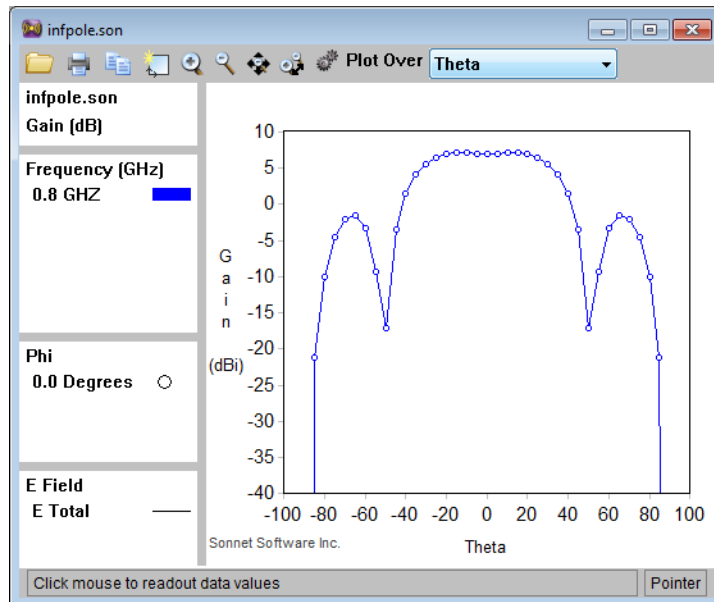 infpole.son
Plot Over Theta
infpole.son
Gain (dB)
Frequency (GHz)
0.8 GHZ
Phi
0.0 Degrees
E Field
E Total
10
5
0
-5
-10
-15
-20
-25
-30
-35
-40
Gain
(dBi)
-100 -80 -60 -40 -20 0 20 40 60 80 100
Sonnet Software Inc.
Theta
Click mouse to readout data values
Pointer